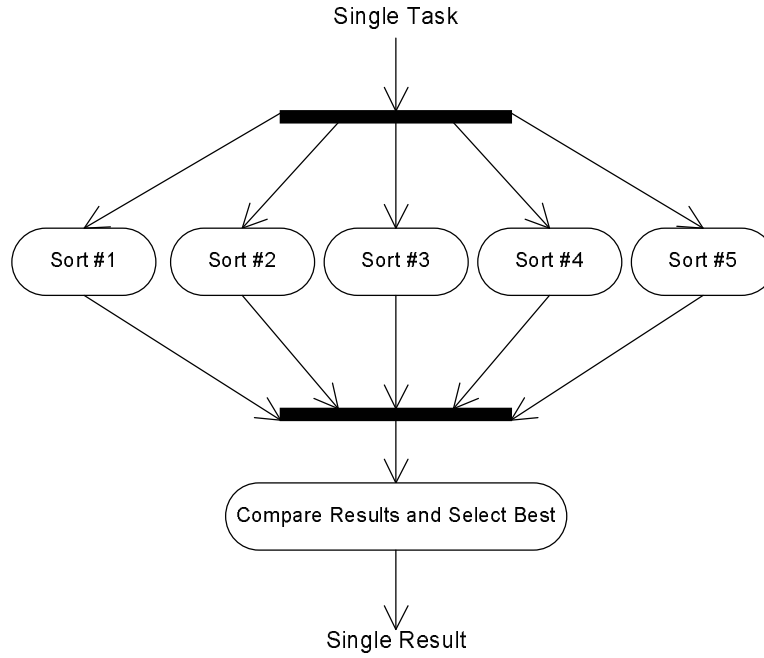 Single Task
Sort #1
Sort #2
Sort #3
Sort #4
Sort #5
Compare Results and Select Best
Single Result